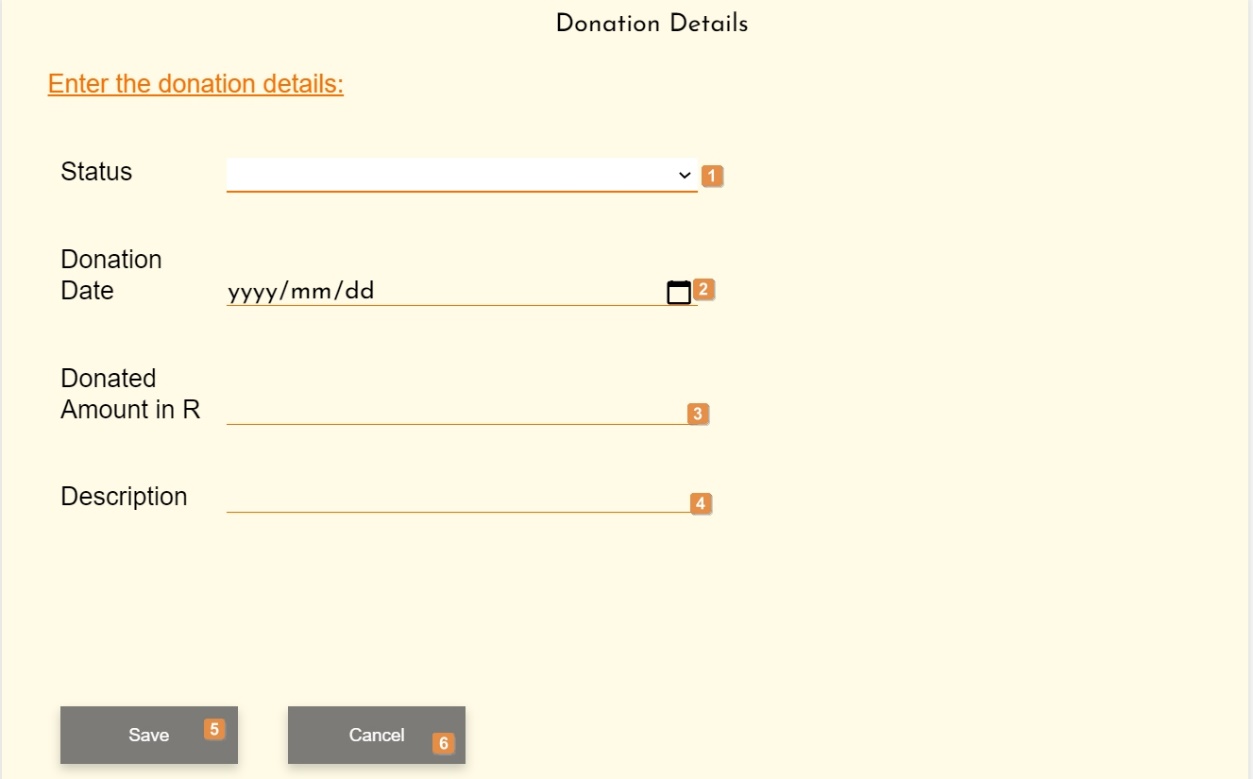 Donation Details
Enter the donation details:
Status 1
Donation
Date yyyy/mm/dd 2
Donated
Amount in R 3
Description 4
Save 5 Cancel 6